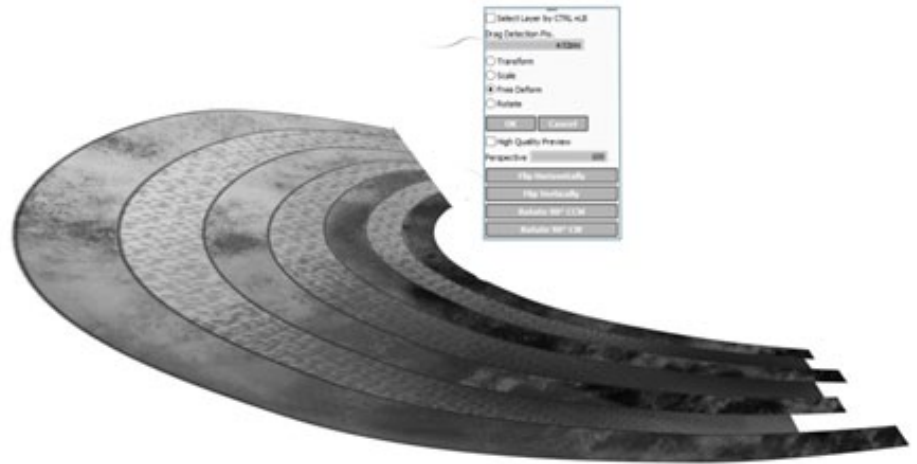 Select Layer by CTRL +LB
Drag Detection Pix.
Transform
Scale
Free Deform
Rotate
OK Cancel
High Quality Preview
Perspective 100
Flip Horizontally
Flip Vertically
Rotate 90° CCW
Rotate 90° CW